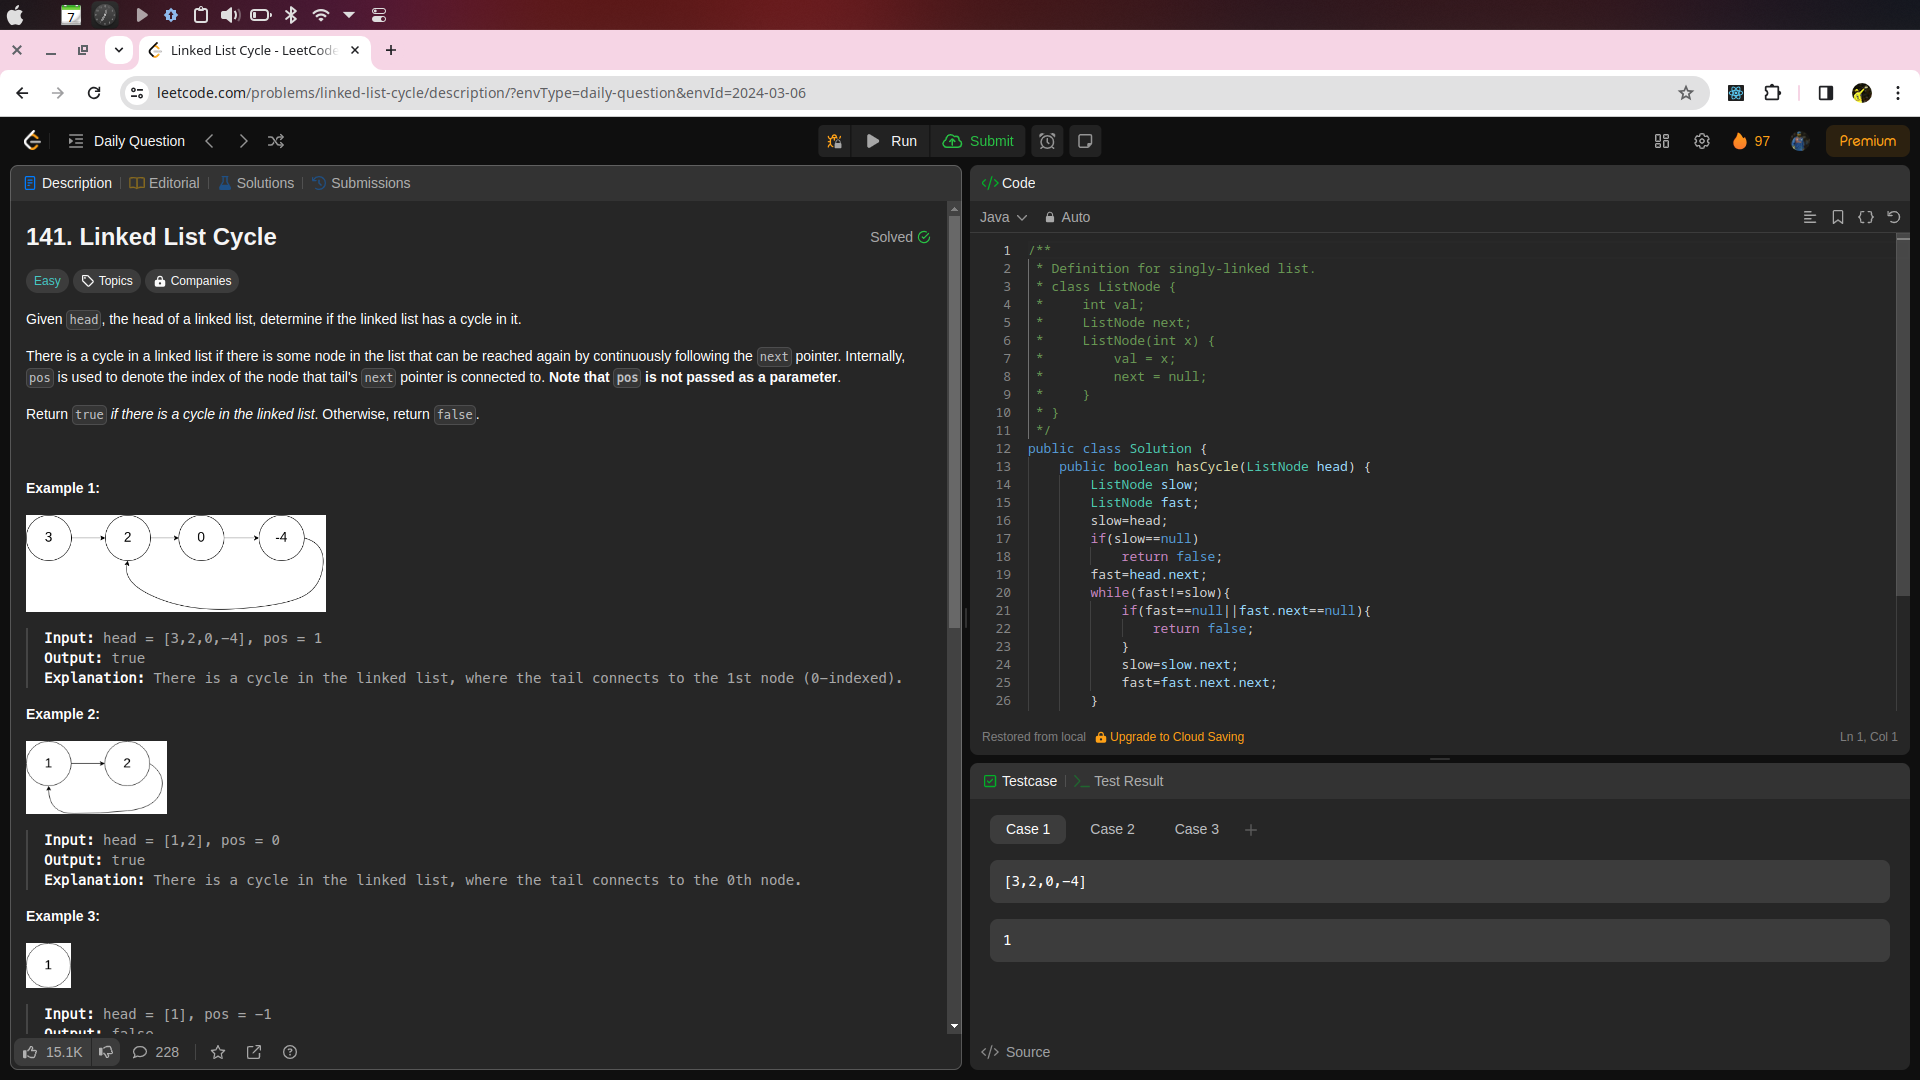 7
Linked List Cycle - LeetCode
leetcode.com/problems/linked-list-cycle/description/?envType=daily-question&envId=2024-03-06
Daily Question
Run
Submit
97
Premium
Description
Editorial
Solutions
Submissions
141. Linked List Cycle
Solved
Easy
Topics
Companies
Given head, the head of a linked list, determine if the linked list has a cycle in it.
There is a cycle in a linked list if there is some node in the list that can be reached again by continuously following the next pointer. Internally,
pos is used to denote the index of the node that tail's next pointer is connected to. Note that pos is not passed as a parameter.
Return true if there is a cycle in the linked list. Otherwise, return false.
Example 1:
3 2 0 -4
Input: head = [3,2,0,-4], pos = 1
Output: true
Explanation: There is a cycle in the linked list, where the tail connects to the 1st node (0-indexed).
Example 2:
1 2
Input: head = [1,2], pos = 0
Output: true
Explanation: There is a cycle in the linked list, where the tail connects to the 0th node.
Example 3:
1
Input: head = [1], pos = -1
Output: false
15.1K
228
Code
Java
Auto
1 /**
2 * Definition for singly-linked list.
3 * class ListNode {
4 *     int val;
5 *     ListNode next;
6 *     ListNode(int x) {
7 *         val = x;
8 *         next = null;
9 *     }
10 * }
11 */
12 public class Solution {
13     public boolean hasCycle(ListNode head) {
14         ListNode slow;
15         ListNode fast;
16         slow=head;
17         if(slow==null)
18             return false;
19         fast=head.next;
20         while(fast!=slow){
21             if(fast==null||fast.next==null){
22                 return false;
23             }
24             slow=slow.next;
25             fast=fast.next.next;
26         }
Restored from local
Upgrade to Cloud Saving
Ln 1, Col 1
Testcase
Test Result
Case 1
Case 2
Case 3
[3,2,0,-4]
1
Source